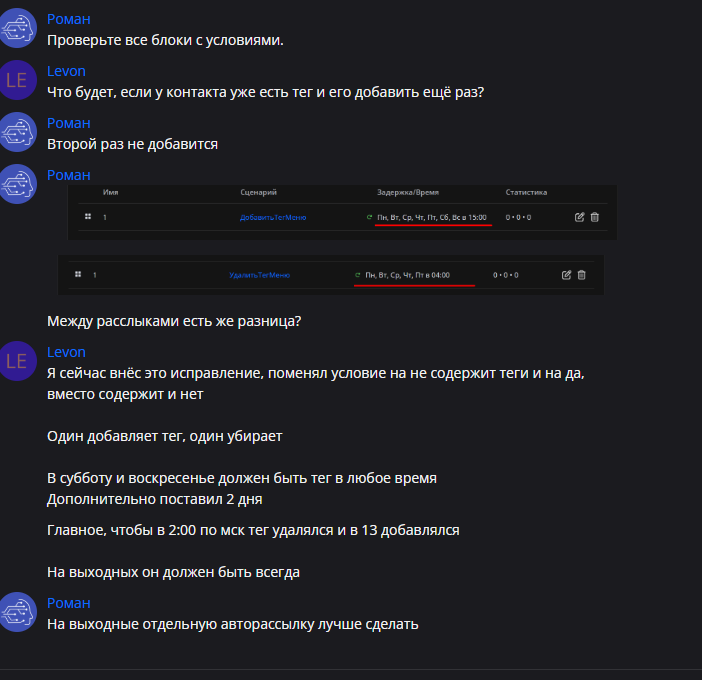 Роман
Проверьте все блоки с условиями.
LE
Levon
Что будет, если у контакта уже есть тег и его добавить ещё раз?
Роман
Второй раз не добавится
Роман
Имя Сценарий Задержка/Время Статистика
1 ДобавитьТегМеню Пн, Вт, Ср, Чт, Пт, Сб, Вс в 15:00 0 • 0 • 0
1 УдалитьТегМеню Пн, Вт, Ср, Чт, Пт в 04:00 0 • 0 • 0
Между расслыками есть же разница?
LE
Levon
Я сейчас внёс это исправление, поменял условие на не содержит теги и на да,
вместо содержит и нет
Один добавляет тег, один убирает
В субботу и воскресенье должен быть тег в любое время
Дополнительно поставил 2 дня
Главное, чтобы в 2:00 по мск тег удалялся и в 13 добавлялся
На выходных он должен быть всегда
Роман
На выходные отдельную авторассылку лучше сделать